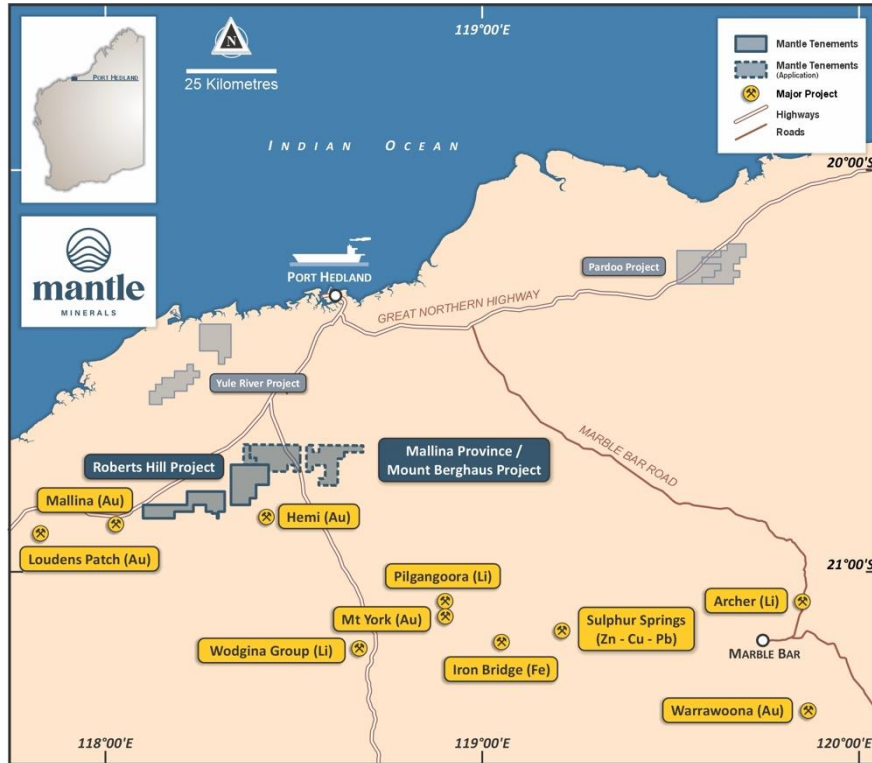 119°00'E
N
25 Kilometres
PORT HEDLAND
INDIAN OCEAN
Mantle Tenements
Mantle Tenements
(Application)
Major Project
Highways
Roads
20°00'S
mantle
MINERALS
PORT HEDLAND
Pardoo Project
GREAT NORTHERN HIGHWAY
Yule River Project
MARBLE BAR ROAD
Roberts Hill Project
Mallina Province /
Mount Berghaus Project
Mallina (Au)
Hemi (Au)
Loudens Patch (Au)
Pilgangoora (Li)
21°00'S
Archer (Li)
Mt York (Au)
Sulphur Springs
(Zn - Cu - Pb)
Wodgina Group (Li)
Iron Bridge (Fe)
MARBLE BAR
Warrawoona (Au)
118°00'E
119°00'E
120°00'E